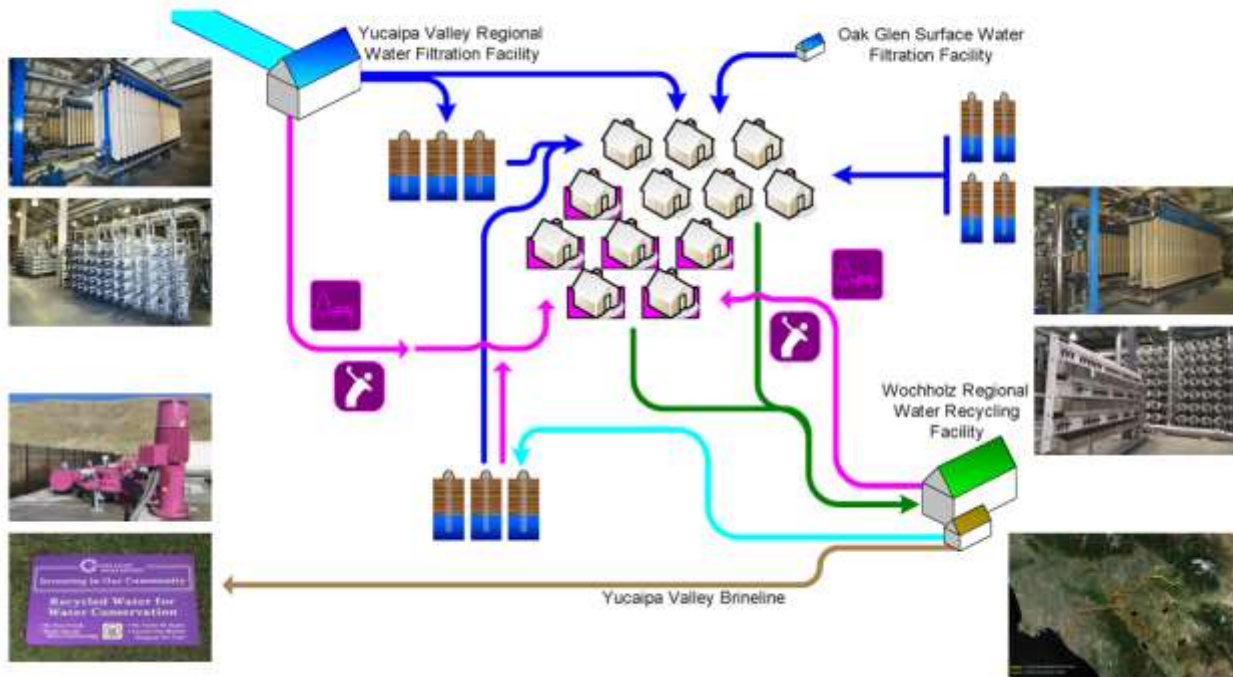 Yucaipa Valley Regional
Water Filtration Facility
Oak Glen Surface Water
Filtration Facility
Wochholz Regional
Water Recycling
Facility
Investing in Our Community
Recycled Water for
Water Conservation
Yucaipa Valley Brineline